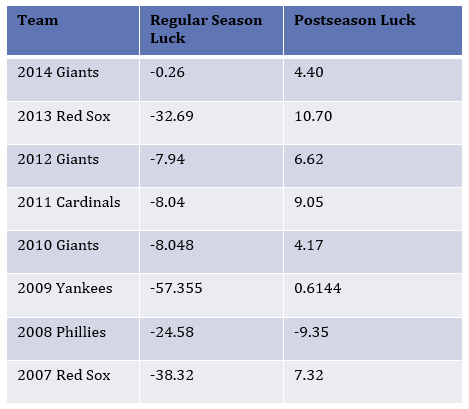 Team Regular Season Luck Postseason Luck
2014 Giants -0.26 4.40
2013 Red Sox -32.69 10.70
2012 Giants -7.94 6.62
2011 Cardinals -8.04 9.05
2010 Giants -8.048 4.17
2009 Yankees -57.355 0.6144
2008 Phillies -24.58 -9.35
2007 Red Sox -38.32 7.32